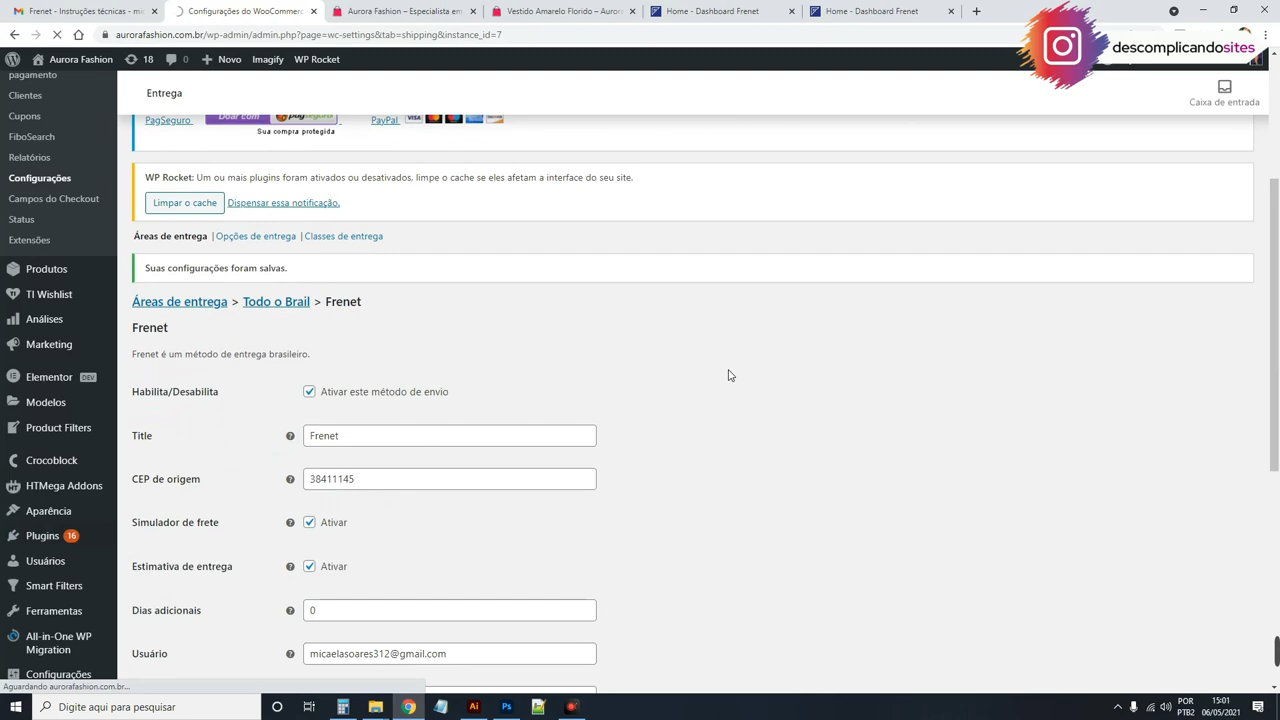 Frenet - Instruções técnicas - mi
Configurações do WooCommerc
Aurora Fashion – Especialista em
Vestido Amarelo Florido – Auror
Home - Dashboard Frenet
Home - Dashboard Frenet
aurorafashion.com.br/wp-admin/admin.php?page=wc-settings&tab=shipping&instance_id=7
descomplicandosites
Aurora Fashion
18
0
Novo
Imagify
WP Rocket
pagamento
Clientes
Cupons
FiboSearch
Relatórios
Configurações
Campos do Checkout
Status
Extensões
Produtos
TI Wishlist
Análises
Marketing
Elementor DEV
Modelos
Product Filters
Crocoblock
HTMega Addons
Aparência
Plugins 16
Usuários
Smart Filters
Ferramentas
All-in-One WP
Migration
Configurações
Entrega
Caixa de entrada
PagSeguro
Doar com
pagseguro
Sua compra protegida
PayPal
VISA
WP Rocket: Um ou mais plugins foram ativados ou desativados, limpe o cache se eles afetam a interface do seu site.
Limpar o cache
Dispensar essa notificação.
Áreas de entrega | Opções de entrega | Classes de entrega
Suas configurações foram salvas.
Áreas de entrega > Todo o Brail > Frenet
Frenet
Frenet é um método de entrega brasileiro.
Habilita/Desabilita
Ativar este método de envio
Title
Frenet
CEP de origem
38411145
Simulador de frete
Ativar
Estimativa de entrega
Ativar
Dias adicionais
0
Usuário
micaelasoares312@gmail.com
Aguardando aurorafashion.com.br...
Digite aqui para pesquisar
Ai
Ps
POR
PTB2
15:01
06/05/2021